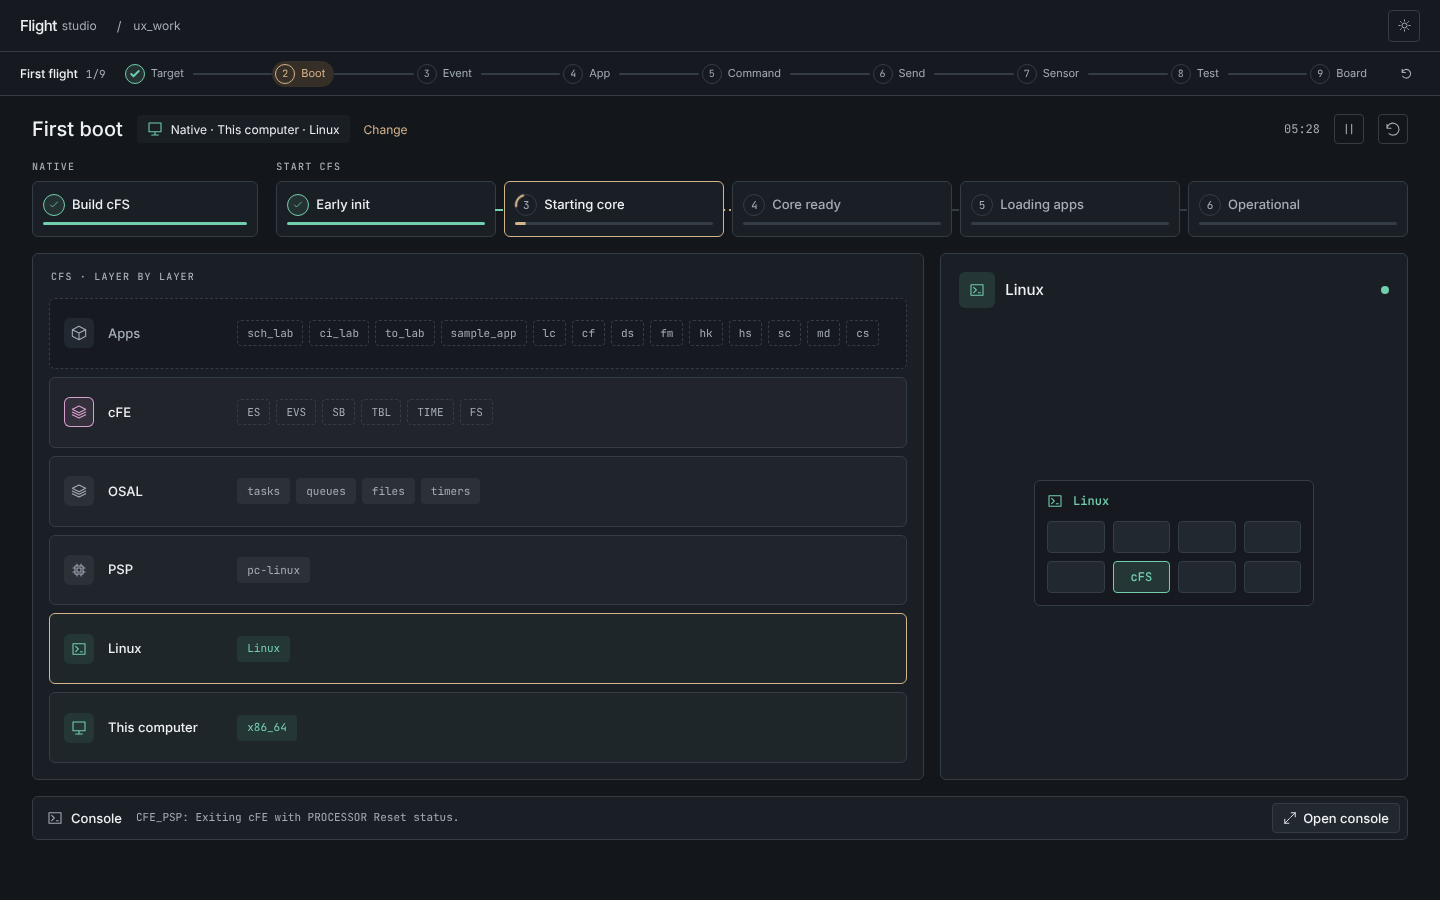 Flight studio / ux_work
First flight 1/9 Target 2 Boot 3 Event 4 App 5 Command 6 Send 7 Sensor 8 Test 9 Board
First boot Native · This computer · Linux Change 05:28
NATIVE START CFS
Build cFS Early init 3 Starting core 4 Core ready 5 Loading apps 6 Operational
CFS · LAYER BY LAYER
Apps sch_lab ci_lab to_lab sample_app lc cf ds fm hk hs sc md cs
cFE ES EVS SB TBL TIME FS
OSAL tasks queues files timers
PSP pc-linux
Linux Linux
This computer x86_64
Linux
Linux
cFS
Console CFE_PSP: Exiting cFE with PROCESSOR Reset status. Open console